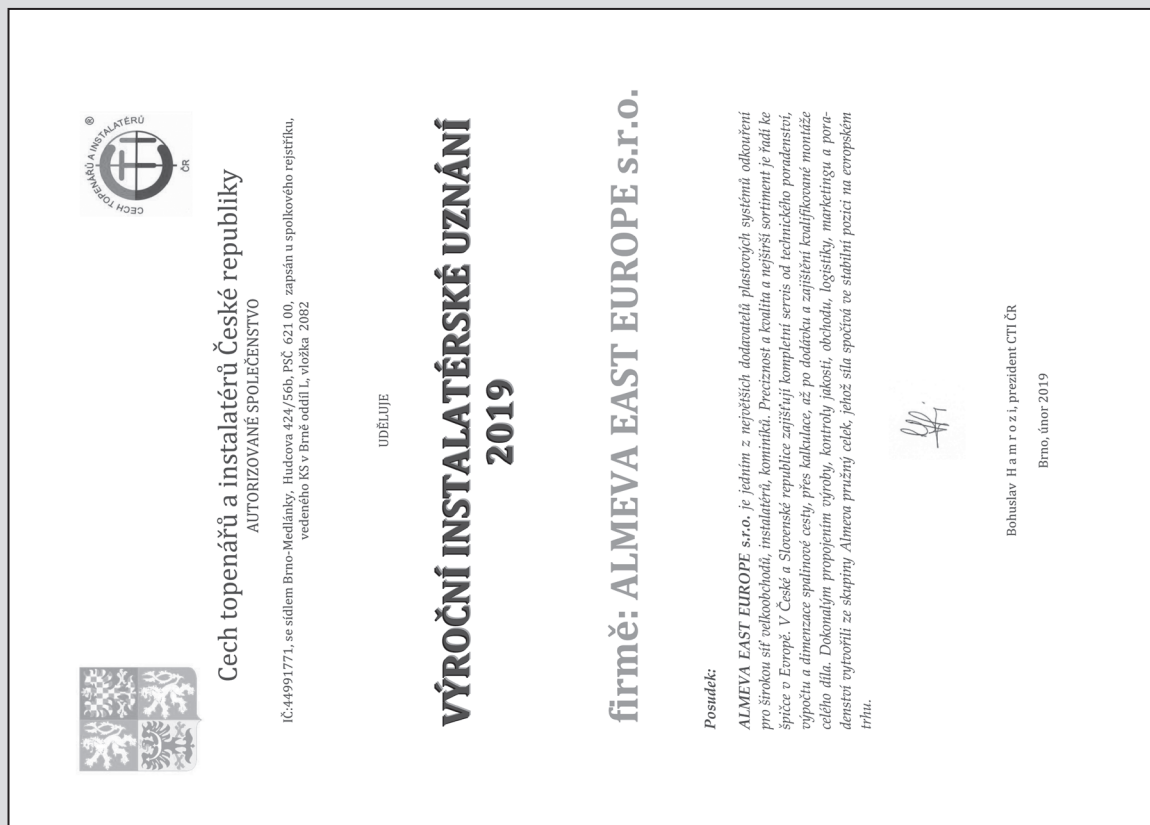 CECH TOPENÁŘŮ A INSTALATÉRŮ
®
ČR
Cech topenářů a instalatérů České republiky
AUTORIZOVANÉ SPOLEČENSTVO
IČ:44991771, se sídlem Brno-Medlánky, Hudcova 424/56b, PSČ 621 00, zapsán u spolkového rejstříku,
vedeného KS v Brně oddíl L, vložka 2082
UDĚLUJE
VÝROČNÍ INSTALATÉRSKÉ UZNÁNÍ
2019
firmě: ALMEVA EAST EUROPE s.r.o.
Posudek:
ALMEVA EAST EUROPE s.r.o. je jedním z největších dodavatelů plastových systémů odkouření
pro širokou síť velkoobchodů, instalatérů, kominíků. Preciznost a kvalita a nejširší sortiment je řadí ke
špičce v Evropě. V České a Slovenské republice zajišťují kompletní servis od technického poradenství,
výpočtu a dimenzace spalinové cesty, přes kalkulace, až po dodávku a zajištění kvalifikované montáže
celého díla. Dokonalým propojením výroby, kontroly jakosti, obchodu, logistiky, marketingu a pora-
denství vytvořili ze skupiny Almeva pružný celek, jehož síla spočívá ve stabilní pozici na evropském
trhu.
Bohuslav H a m r o z i, prezident CTI ČR
Brno, únor 2019